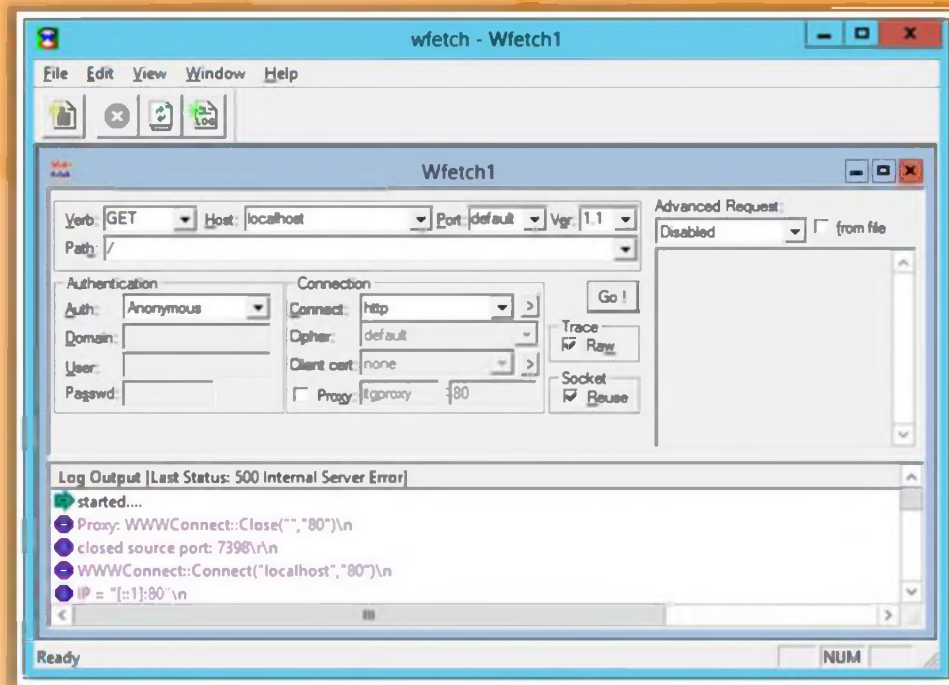 wfetch - Wfetch1
File Edit View Window Help
Wfetch1
Verb: GET Host: localhost Port: default Ver: 1.1
Path: /
Advanced Request:
Disabled from file
Authentication
Auth: Anonymous
Domain:
User:
Passwd:
Connection
Connect: http
Cipher: default
Client cert: none
Proxy: itgproxy :80
Go !
Trace
Raw
Socket
Reuse
Log Output [Last Status: 500 Internal Server Error]
started....
Proxy: WWWConnect::Close("","80")\n
closed source port: 7398\r\n
WWWConnect::Connect("localhost","80")\n
IP = "[::1]:80"\n
Ready NUM